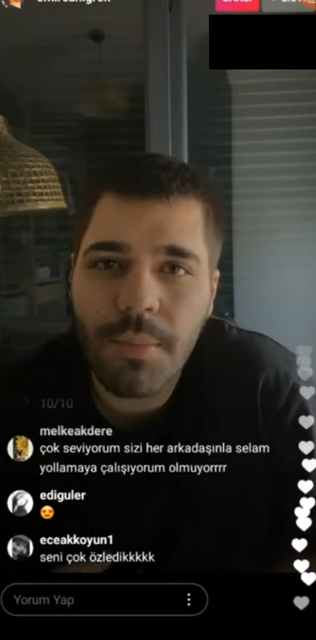 10/10
melkeakdere
çok seviyorum sizi her arkadaşınla selam
yollamaya çalışıyorum olmuyorrrr
ediguler
eceakkoyun1
seni çok özledikkkkk
Yorum Yap